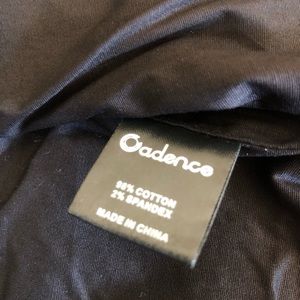 Cadence
98% COTTON
2% SPANDEX
MADE IN CHINA